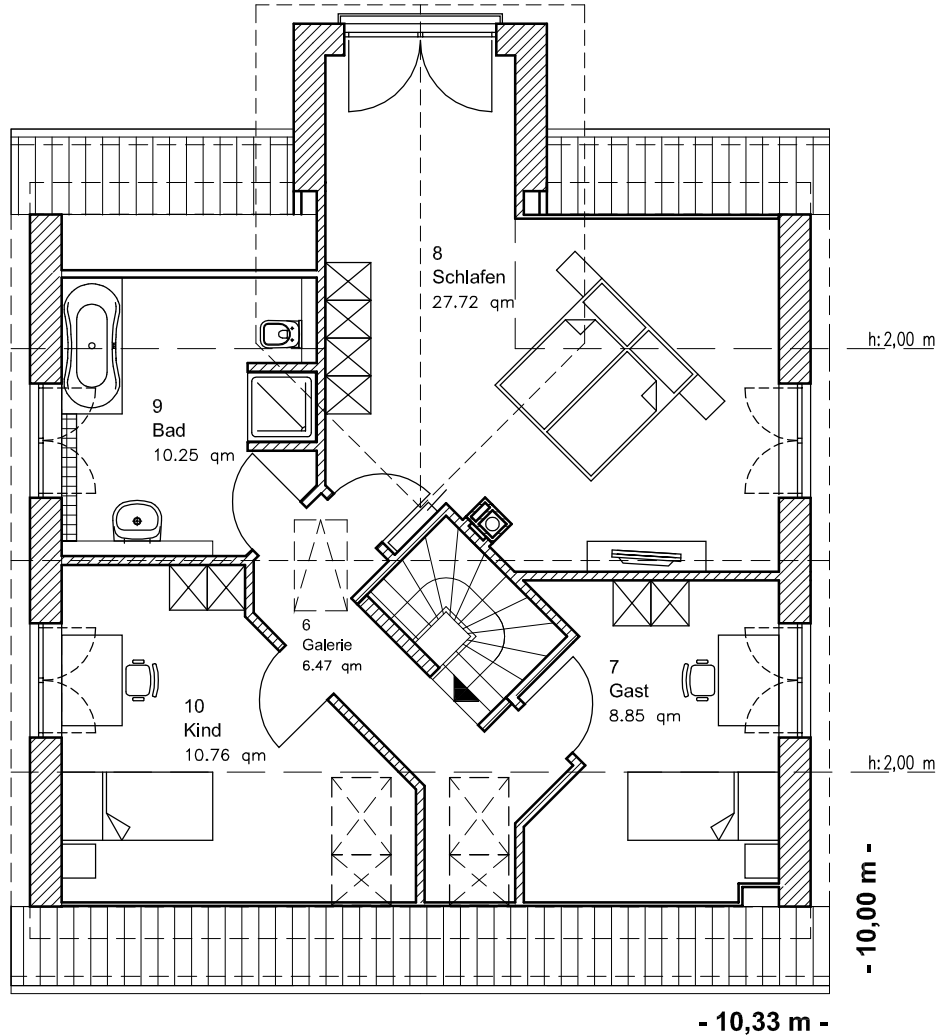 8
Schlafen
27.72 qm
h:2,00 m
9
Bad
10.25 qm
6
Galerie
6.47 qm
7
Gast
8.85 qm
10
Kind
10.76 qm
h:2,00 m
- 10,00 m -
- 10,33 m -